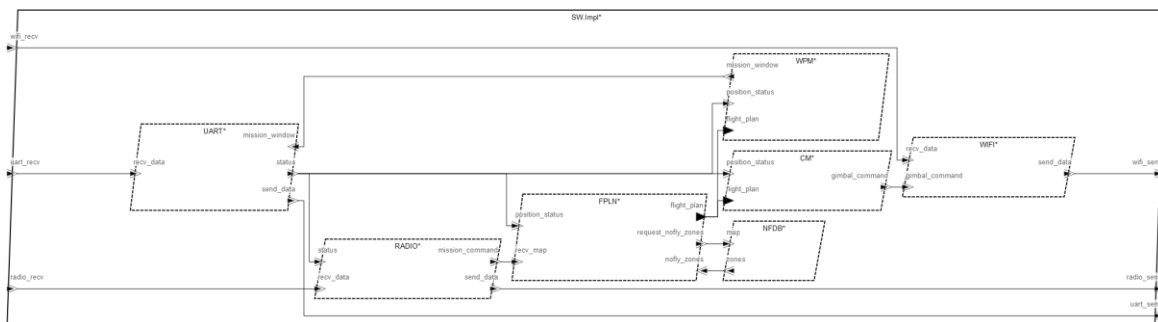 SW.Impl*
wifi_recv
WPM*
mission_window
position_status
flight_plan
UART*
mission_window
recv_data
status
send_data
uart_recv
CM*
position_status
gimbal_command
flight_plan
WIFI*
recv_data
gimbal_command
send_data
wifi_sen
FPLN*
position_status
flight_plan
request_nofly_zones
recv_map
nofly_zones
NFDB*
map
zones
RADIO*
status
mission_command
recv_data
send_data
radio_recv
radio_sen
uart_sen